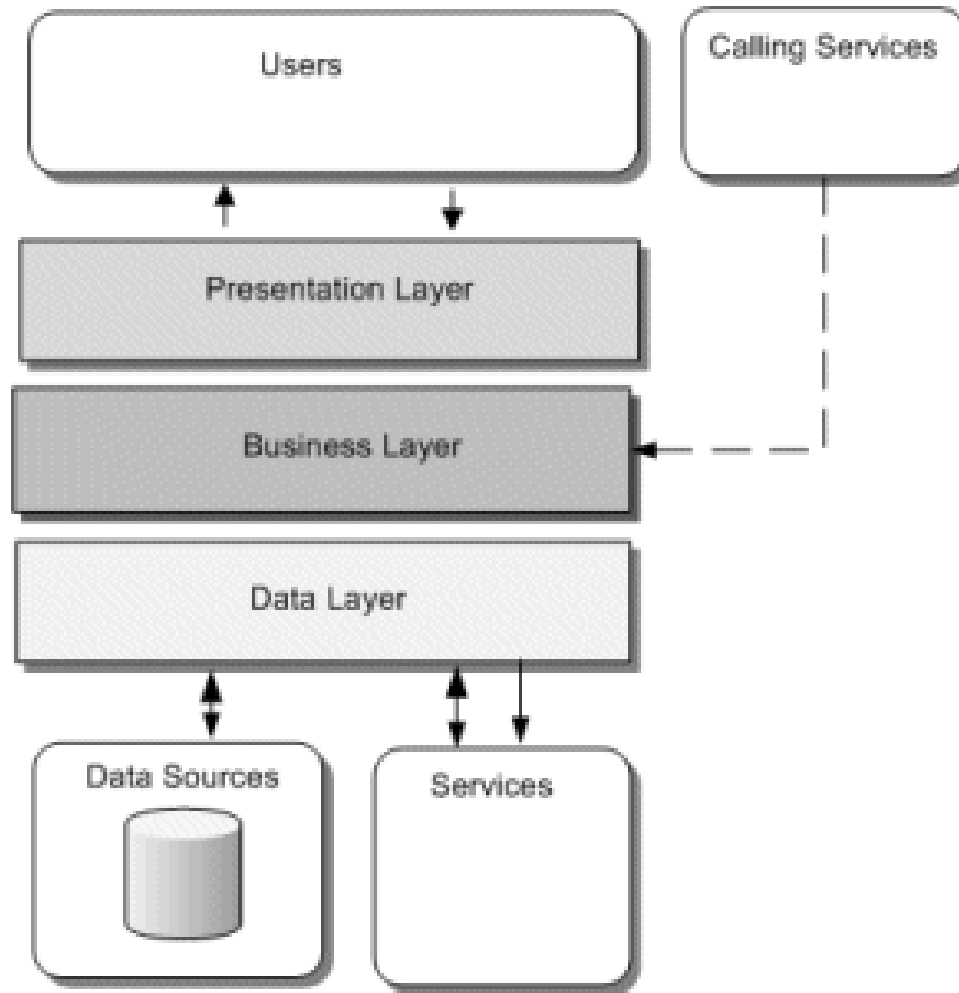 Users
Calling Services
Presentation Layer
Business Layer
Data Layer
Data Sources
Services